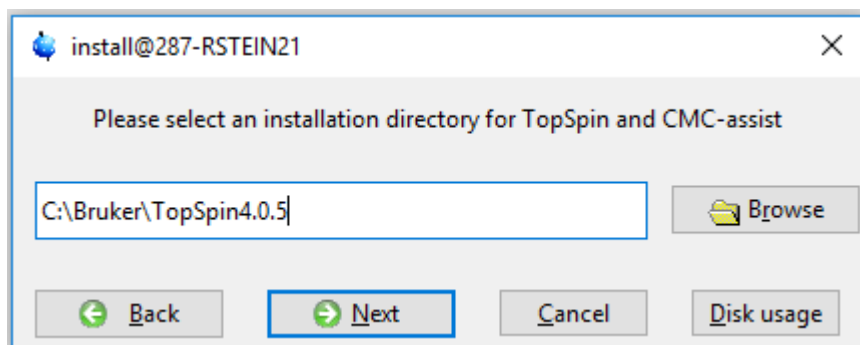 install@287-RSTEIN21
Please select an installation directory for TopSpin and CMC-assist
C:\Bruker\TopSpin4.0.5
Browse
Back Next Cancel Disk usage